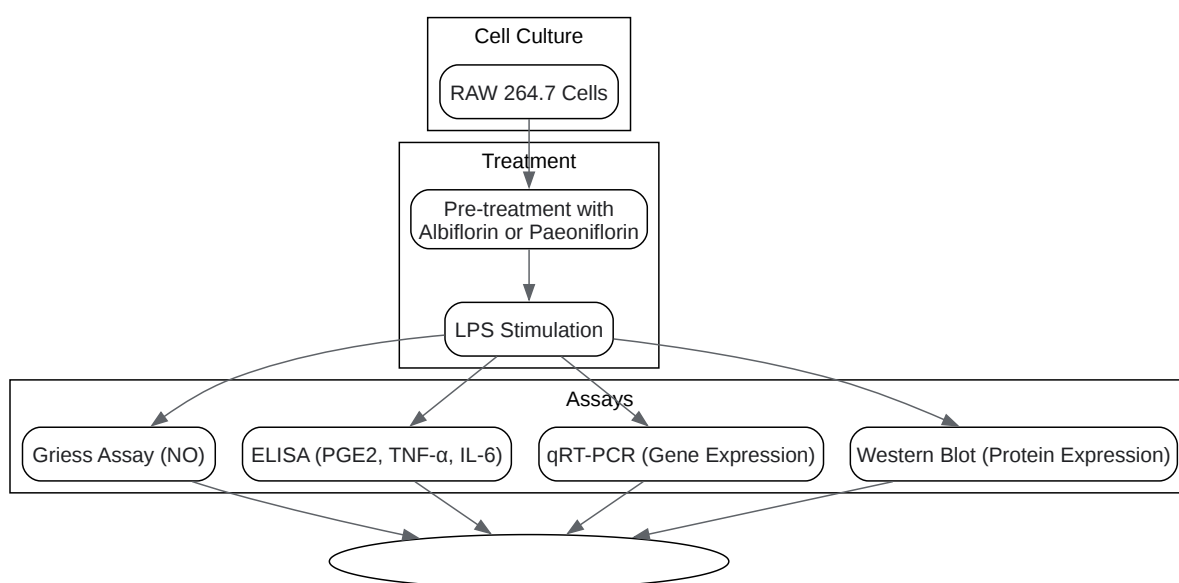 Cell Culture
RAW 264.7 Cells
Treatment
Pre-treatment with
Albiflorin or Paeoniflorin
LPS Stimulation
Assays
Griess Assay (NO)
ELISA (PGE2, TNF-α, IL-6)
qRT-PCR (Gene Expression)
Western Blot (Protein Expression)